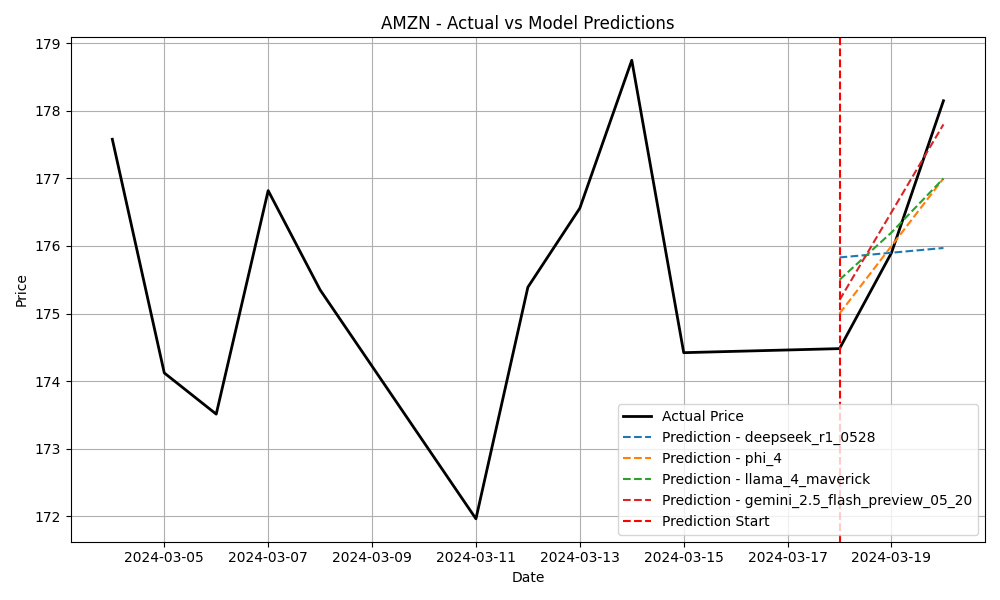 AMZN - Actual vs Model Predictions
Price
179
178
177
176
175
174
173
172
Actual Price
Prediction - deepseek_r1_0528
Prediction - phi_4
Prediction - llama_4_maverick
Prediction - gemini_2.5_flash_preview_05_20
Prediction Start
2024-03-05 2024-03-07 2024-03-09 2024-03-11 2024-03-13 2024-03-15 2024-03-17 2024-03-19
Date